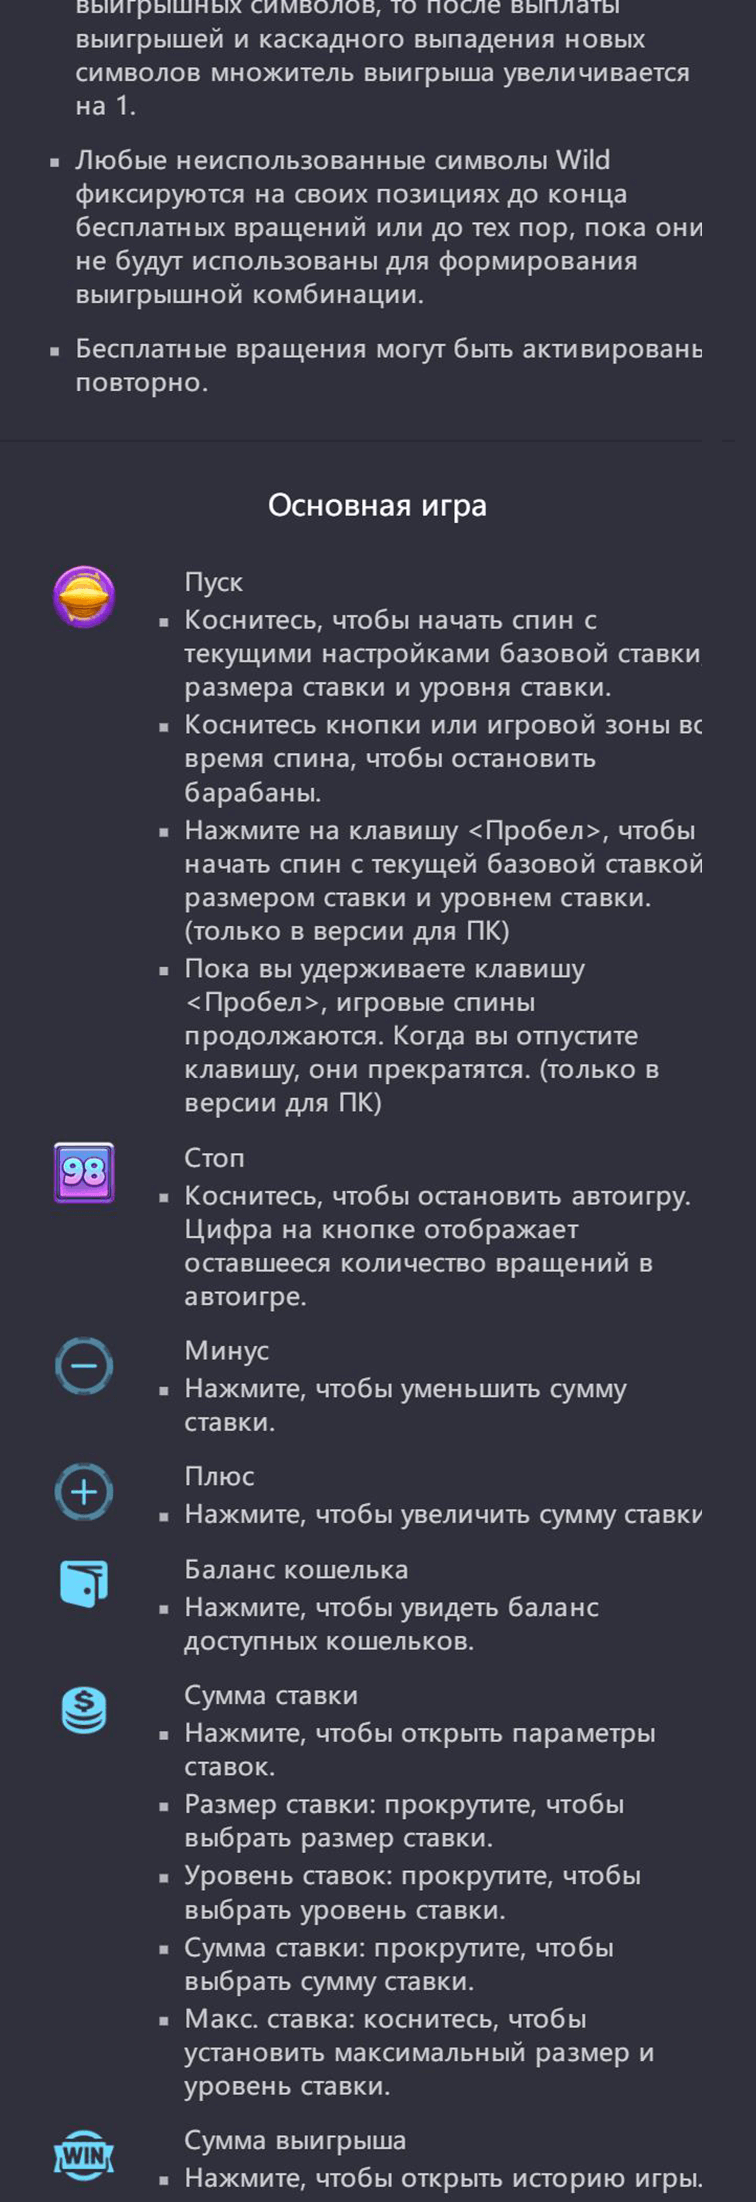 выигрышных символов, то после выплаты
выигрышей и каскадного выпадения новых
символов множитель выигрыша увеличивается
на 1.
▪ Любые неиспользованные символы Wild
фиксируются на своих позициях до конца
бесплатных вращений или до тех пор, пока они
не будут использованы для формирования
выигрышной комбинации.
▪ Бесплатные вращения могут быть активированы
повторно.
Основная игра
Пуск
▪ Коснитесь, чтобы начать спин с
текущими настройками базовой ставки,
размера ставки и уровня ставки.
▪ Коснитесь кнопки или игровой зоны во
время спина, чтобы остановить
барабаны.
▪ Нажмите на клавишу <Пробел>, чтобы
начать спин с текущей базовой ставкой
размером ставки и уровнем ставки.
(только в версии для ПК)
▪ Пока вы удерживаете клавишу
<Пробел>, игровые спины
продолжаются. Когда вы отпустите
клавишу, они прекратятся. (только в
версии для ПК)
98
Стоп
▪ Коснитесь, чтобы остановить автоигру.
Цифра на кнопке отображает
оставшееся количество вращений в
автоигре.
Минус
▪ Нажмите, чтобы уменьшить сумму
ставки.
Плюс
▪ Нажмите, чтобы увеличить сумму ставки
Баланс кошелька
▪ Нажмите, чтобы увидеть баланс
доступных кошельков.
$
Сумма ставки
▪ Нажмите, чтобы открыть параметры
ставок.
▪ Размер ставки: прокрутите, чтобы
выбрать размер ставки.
▪ Уровень ставок: прокрутите, чтобы
выбрать уровень ставки.
▪ Сумма ставки: прокрутите, чтобы
выбрать сумму ставки.
▪ Макс. ставка: коснитесь, чтобы
установить максимальный размер и
уровень ставки.
WIN
Сумма выигрыша
▪ Нажмите, чтобы открыть историю игры.